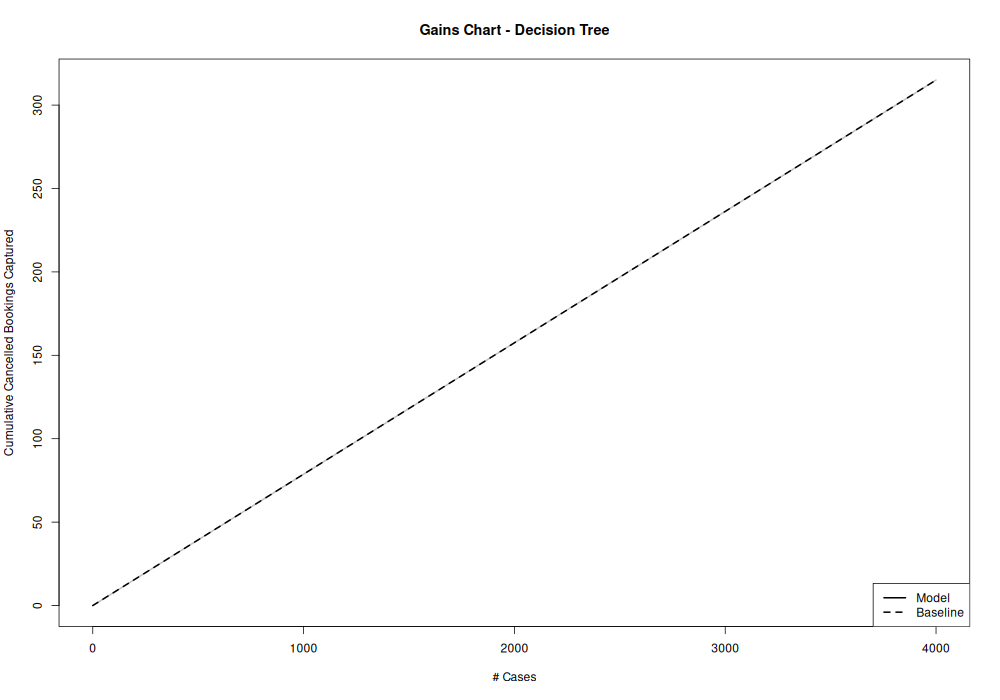 Gains Chart - Decision Tree
Cumulative Cancelled Bookings Captured
300
250
200
150
100
50
0
Model
Baseline
0 1000 2000 3000 4000
# Cases